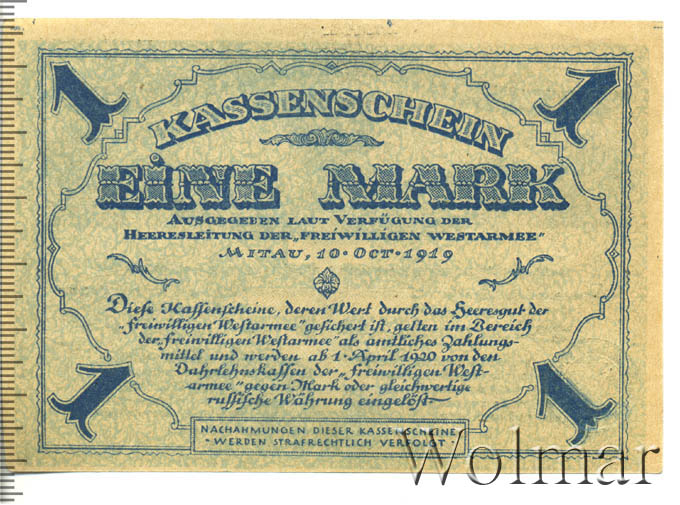 1 1
KASSENSCHEIN
EINE MARK
AUSGEGEBEN LAUT VERFÜGUNG DER
HEERESLEITUNG DER „FREIWILLIGEN WESTARMEE"
MITAU, 10·OCT·1919
Diese Kassenscheine, deren Wert durch das Heeresgut der
„freiwilligen Westarmee" gesichert ist, gelten im Bereich
der „freiwilligen Westarmee" als amtliches Zahlungs-
mittel und werden ab 1·April 1920 von den
Darlehnskassen der „freiwilligen West-
armee" gegen Mark oder gleichwertige
russische Währung eingelöst
1 1
NACHAHMUNGEN DIESER KASSENSCHEINE
·WERDEN STRAFRECHTLICH VERFOLGT·
Wolmar